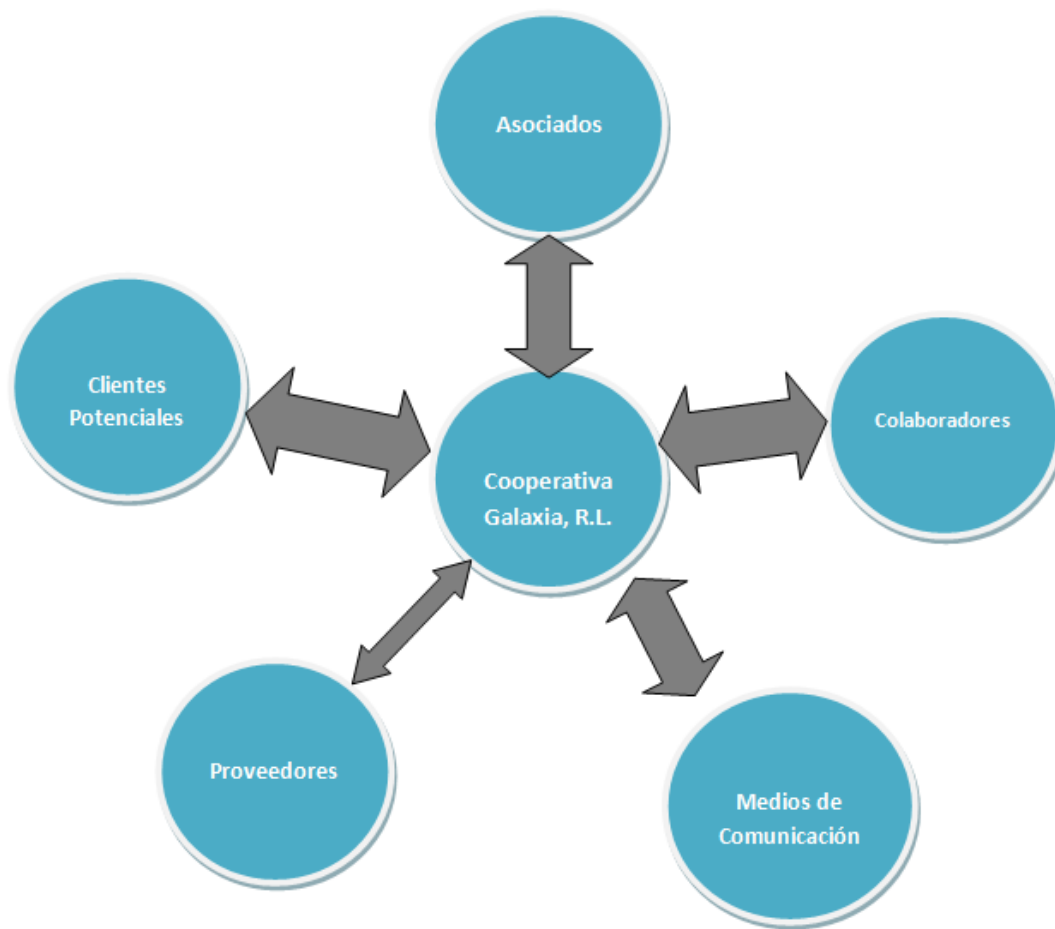 Asociados
Clientes
Potenciales
Colaboradores
Cooperativa
Galaxia, R.L.
Proveedores
Medios de
Comunicación